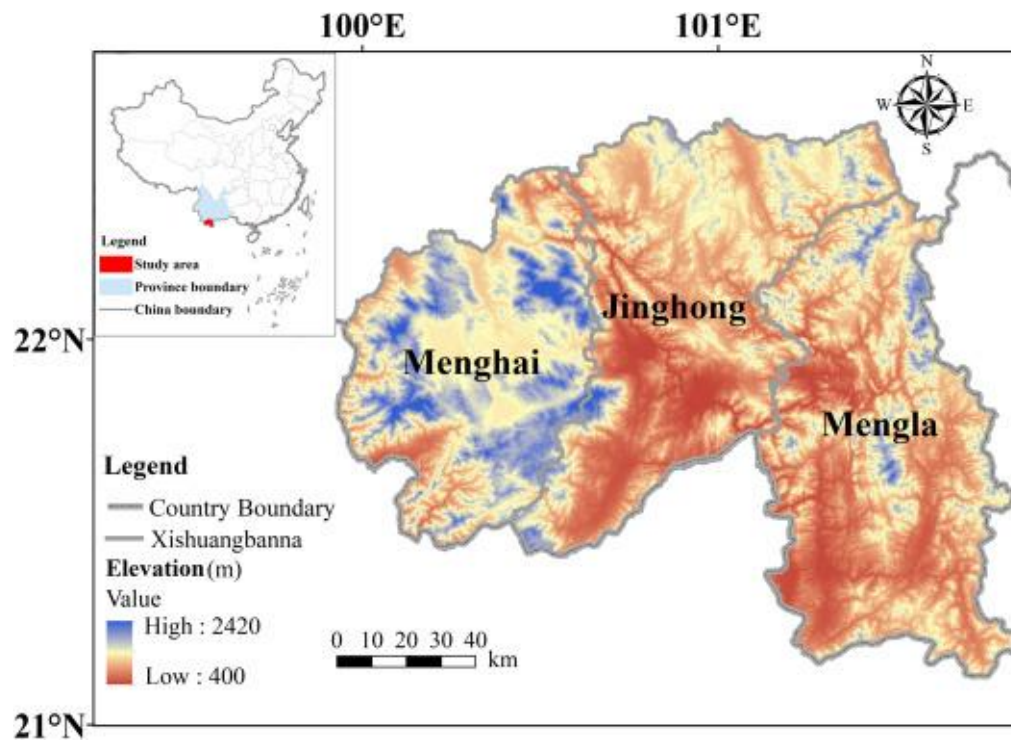 100°E 101°E
N
W E
S
Legend
Study area
Province boundary
China boundary
22°N
Jinghong
Menghai
Mengla
Legend
Country Boundary
Xishuangbanna
Elevation(m)
Value
High : 2420
Low : 400
0 10 20 30 40
km
21°N